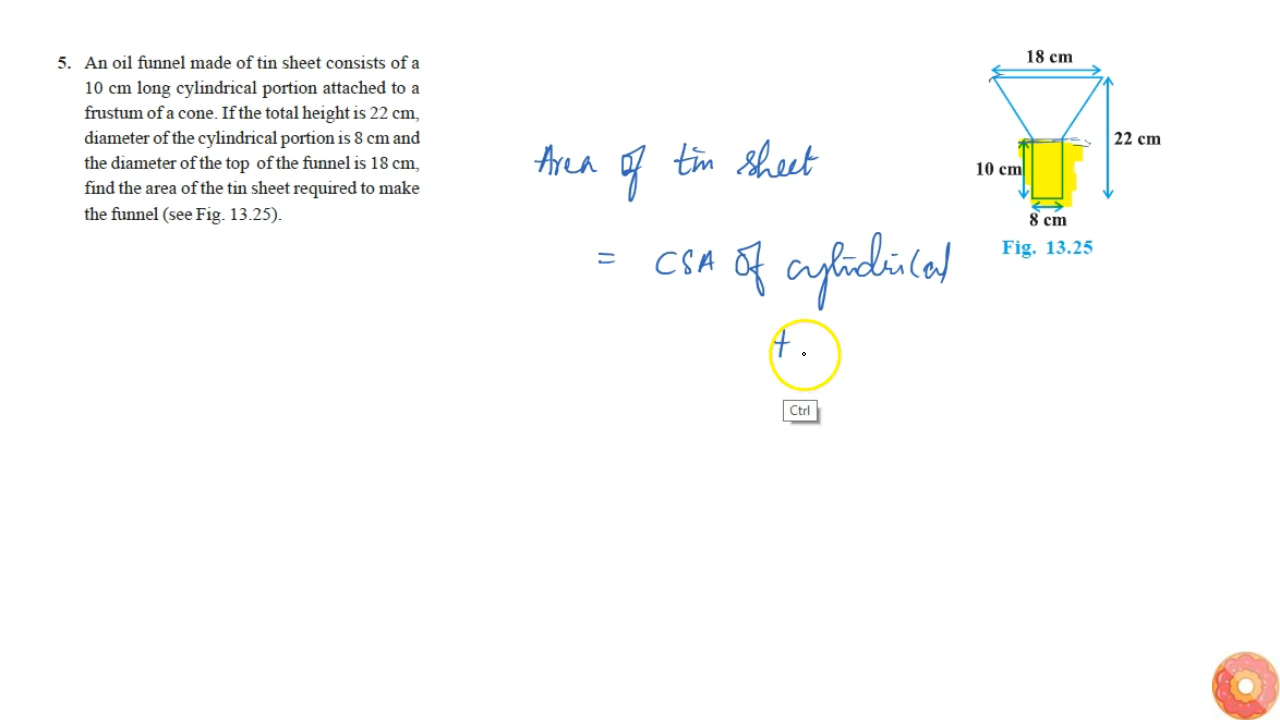 5. An oil funnel made of tin sheet consists of a
10 cm long cylindrical portion attached to a
frustum of a cone. If the total height is 22 cm,
diameter of the cylindrical portion is 8 cm and
the diameter of the top of the funnel is 18 cm,
find the area of the tin sheet required to make
the funnel (see Fig. 13.25).
18 cm
22 cm
10 cm
8 cm
Fig. 13.25
Area of tin sheet
= CSA of cylindrical
+
Ctrl